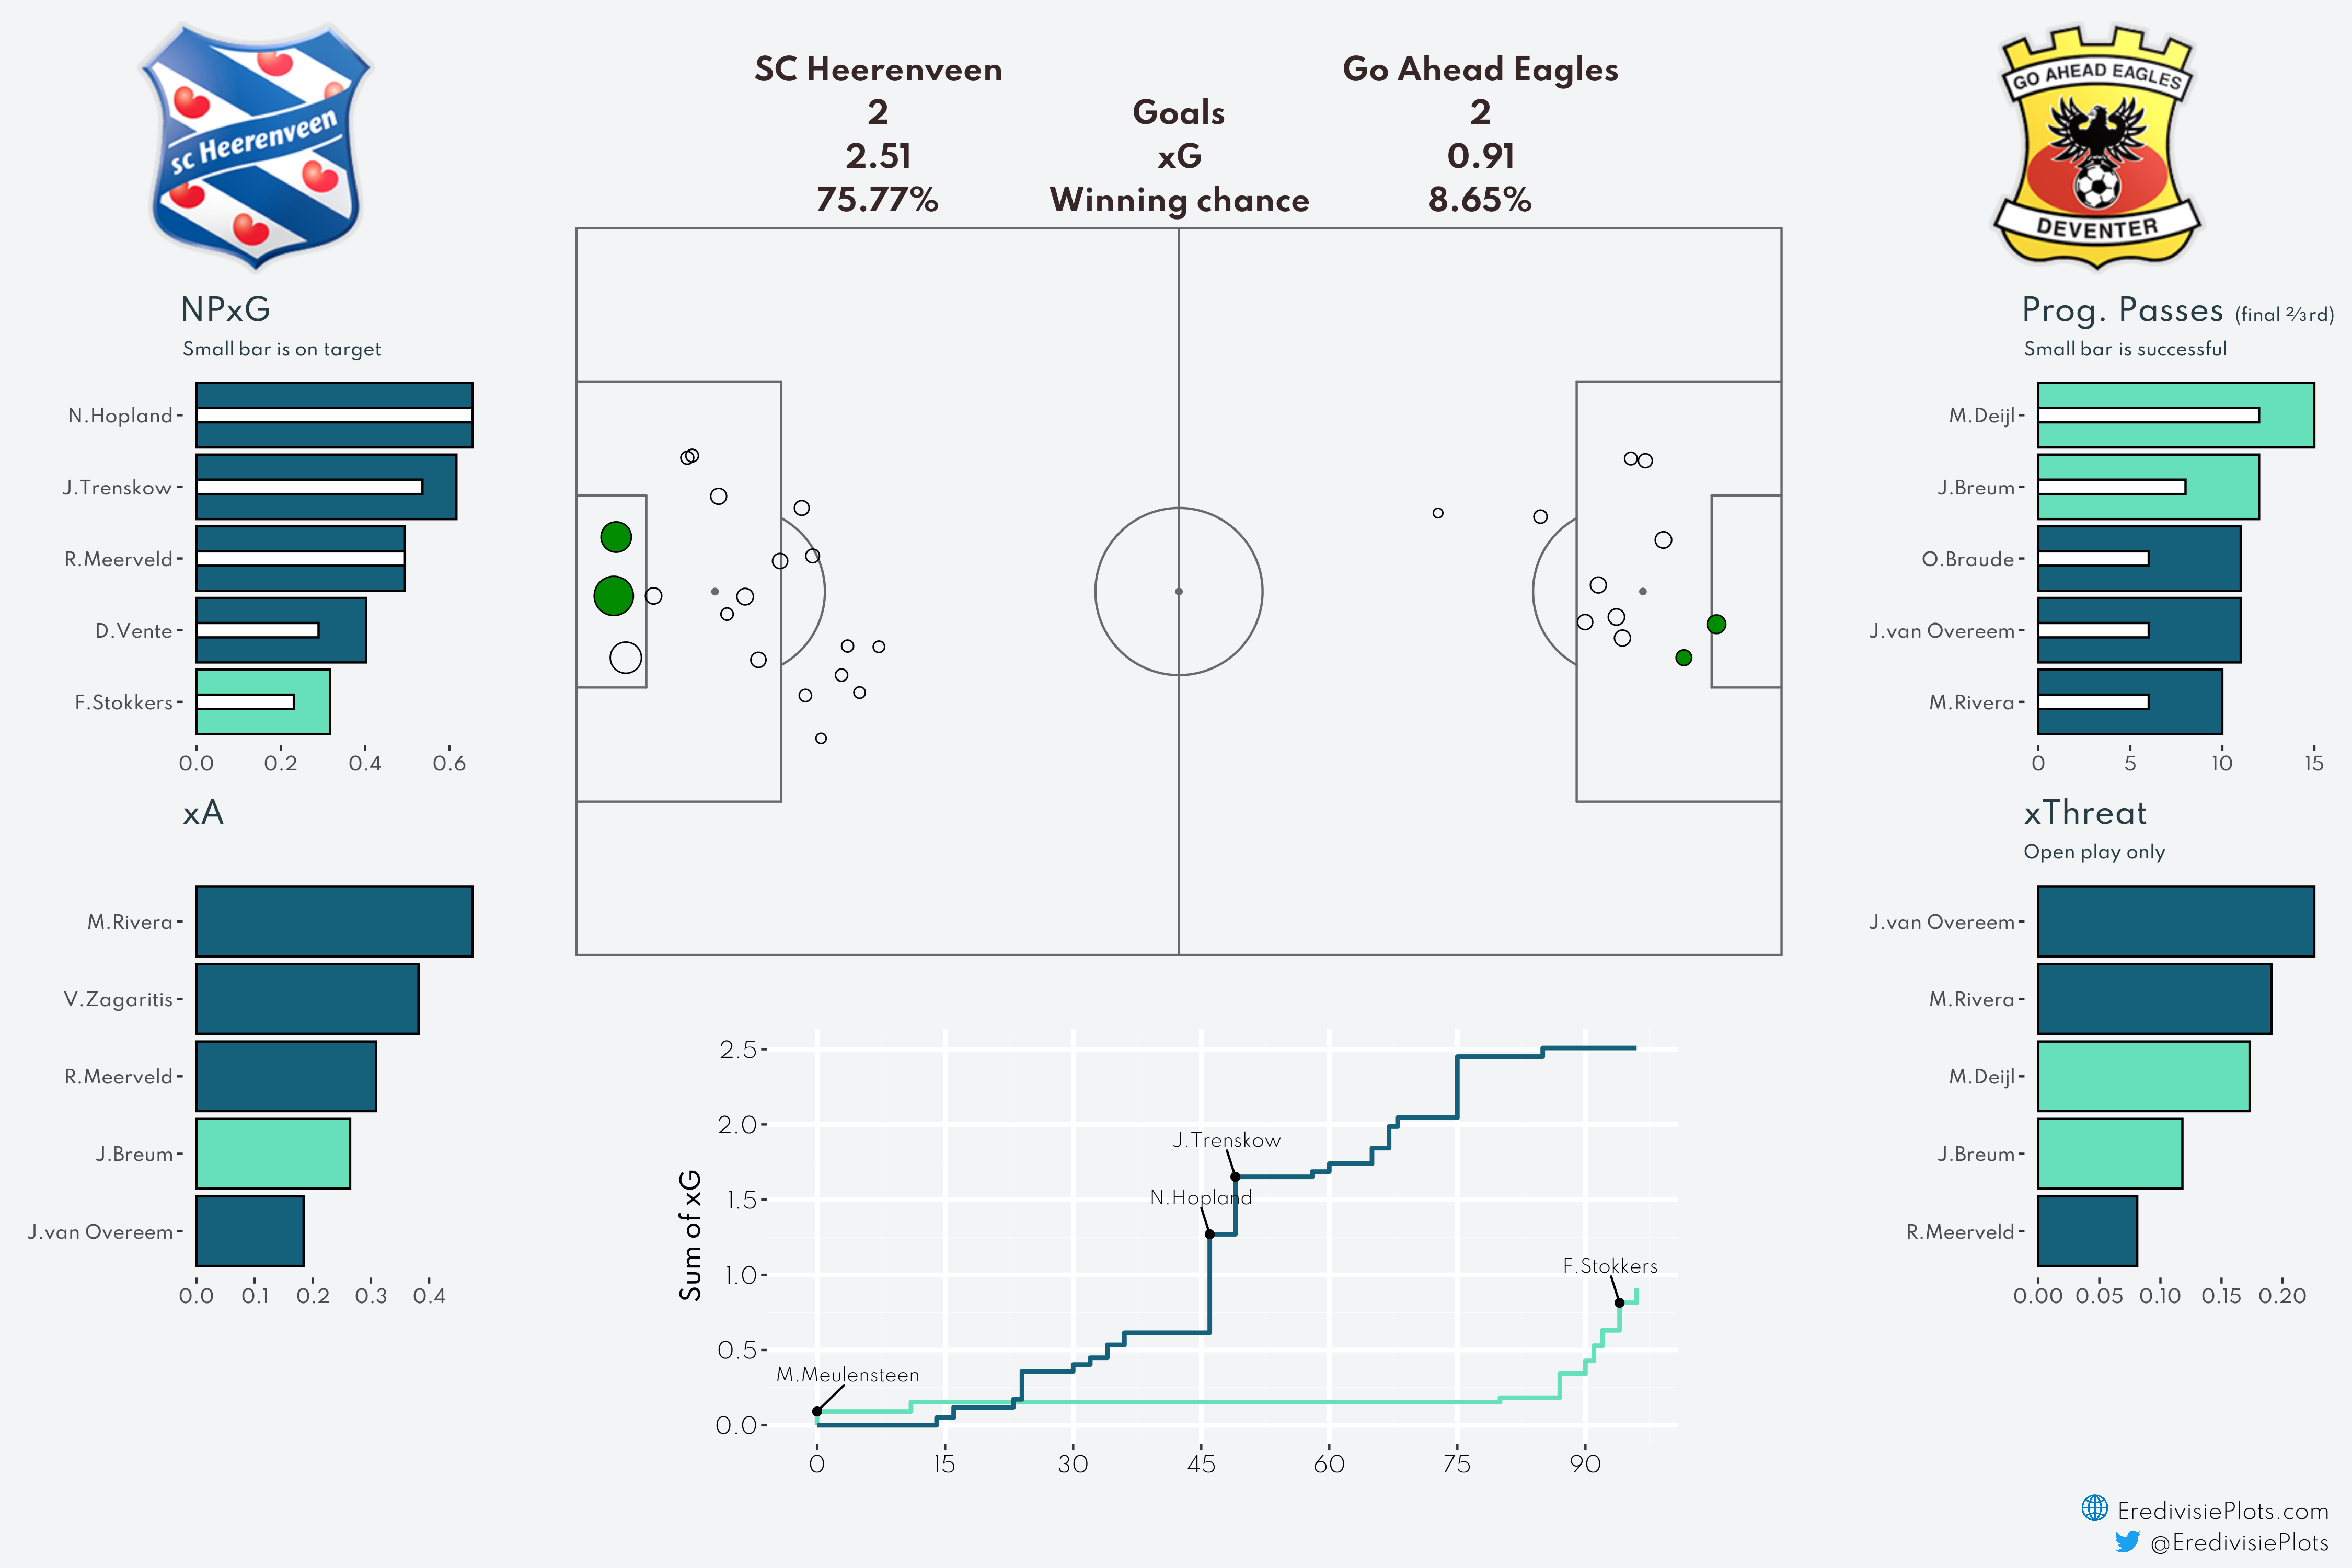 sc Heerenveen
SC Heerenveen Go Ahead Eagles
2 Goals 2
2.51 xG 0.91
75.77% Winning chance 8.65%
GO AHEAD EAGLES
DEVENTER
NPxG
Small bar is on target
N.Hopland
J.Trenskow
R.Meerveld
D.Vente
F.Stokkers
0.0 0.2 0.4 0.6
xA
M.Rivera
V.Zagaritis
R.Meerveld
J.Breum
J.van Overeem
0.0 0.1 0.2 0.3 0.4
Sum of xG
2.5
2.0
1.5
1.0
0.5
0.0
J.Trenskow
N.Hopland
F.Stokkers
M.Meulensteen
0 15 30 45 60 75 90
Prog. Passes (final ⅔rd)
Small bar is successful
M.Deijl
J.Breum
O.Braude
J.van Overeem
M.Rivera
0 5 10 15
xThreat
Open play only
J.van Overeem
M.Rivera
M.Deijl
J.Breum
R.Meerveld
0.00 0.05 0.10 0.15 0.20
EredivisiePlots.com
@EredivisiePlots